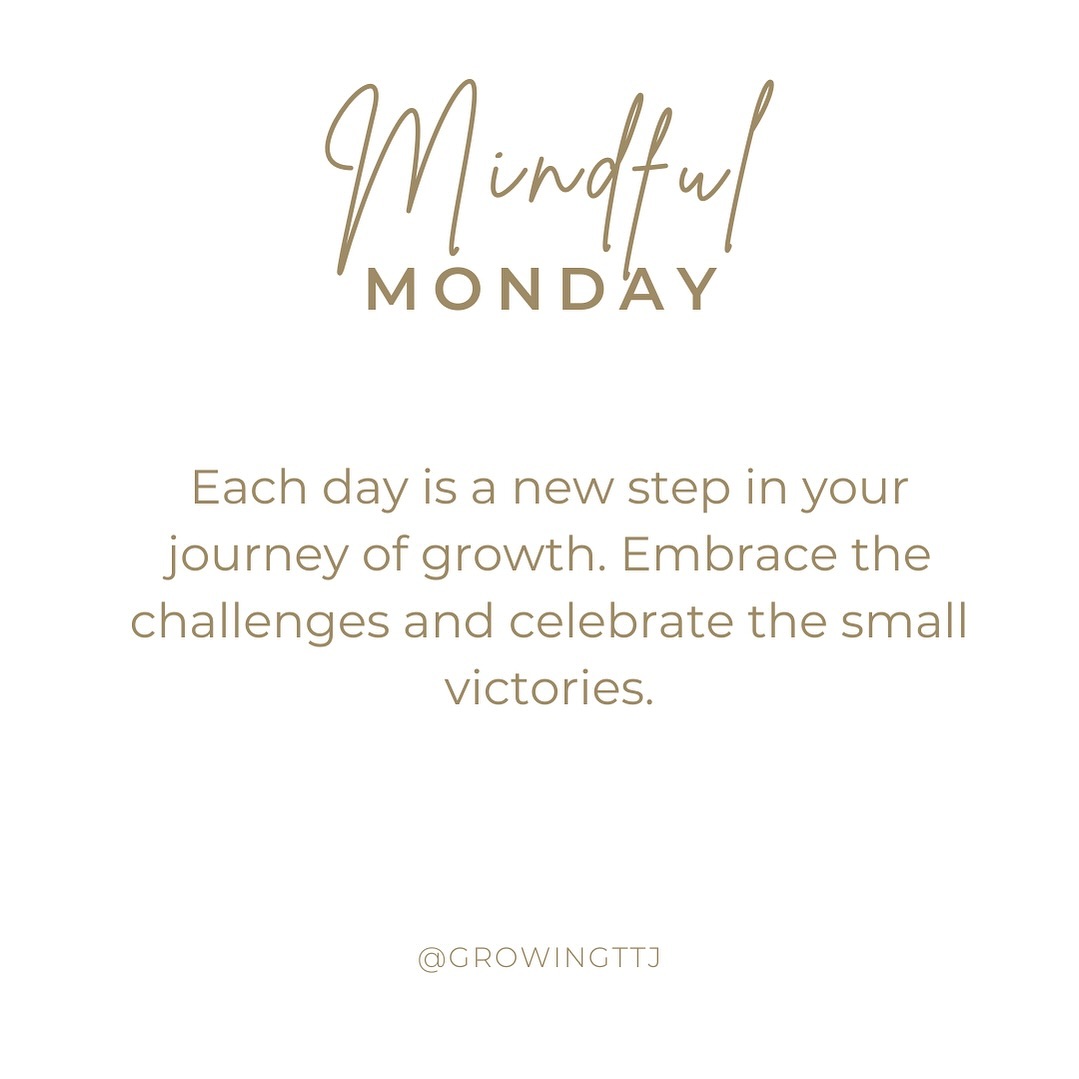 Mindful
MONDAY
Each day is a new step in your
journey of growth. Embrace the
challenges and celebrate the small
victories.
@GROWINGTTJ